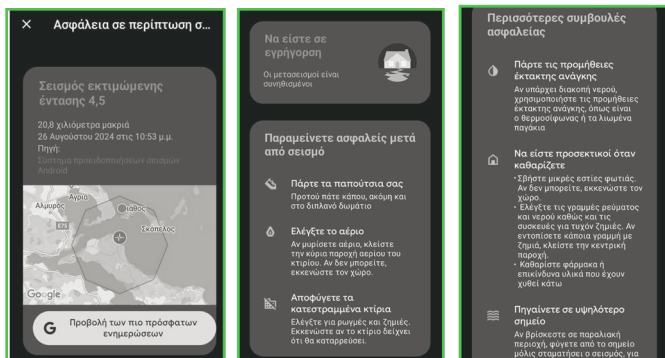 Ασφάλεια σε περίπτωση σ...
Σεισμός εκτιμώμενης
έντασης 4,5
20,8 χιλιόμετρα μακριά
26 Αυγούστου 2024 στις 10:53 μ.μ.
Πηγή:
Σύστημα προειδοποιήσεων σεισμών
Android
Αλμυρός
Αγριά
Σκιάθος
Σκόπελος
E75
Google
G Προβολή των πιο πρόσφατων
ενημερώσεων
Να είστε σε
εγρήγορση
Οι μετασεισμοί είναι
συνηθισμένοι
Παραμείνετε ασφαλείς μετά
από σεισμό
Πάρτε τα παπούτσια σας
Προτού πάτε κάπου, ακόμη και
στο διπλανό δωμάτιο
Ελέγξτε το αέριο
Αν μυρίσετε αέριο, κλείστε
την κύρια παροχή αερίου του
κτιρίου. Αν δεν μπορείτε,
εκκενώστε τον χώρο.
Αποφύγετε τα
κατεστραμμένα κτίρια
Ελέγξτε για ρωγμές και ζημιές.
Εκκενώστε αν το κτίριο δείχνει
ότι θα καταρρεύσει.
Περισσότερες συμβουλές
ασφαλείας
Πάρτε τις προμήθειες
έκτακτης ανάγκης
Αν υπάρχει διακοπή νερού,
χρησιμοποιήστε τις προμήθειες
έκτακτης ανάγκης, όπως είναι
ο θερμοσίφωνας ή τα λιωμένα
παγάκια
Να είστε προσεκτικοί όταν
καθαρίζετε
• Σβήστε μικρές εστίες φωτιάς.
Αν δεν μπορείτε, εκκενώστε τον
χώρο.
• Ελέγξτε τις γραμμές ρεύματος
και νερού καθώς και τις
συσκευές για τυχόν ζημιές. Αν
εντοπίσετε κάποια γραμμή με
ζημιά, κλείστε την κεντρική
παροχή.
• Καθαρίστε φάρμακα ή
επικίνδυνα υλικά που έχουν
χυθεί κάτω
Πηγαίνετε σε υψηλότερο
σημείο
Αν βρίσκεστε σε παραλιακή
περιοχή, φύγετε από το σημείο
μόλις σταματήσει ο σεισμός, για